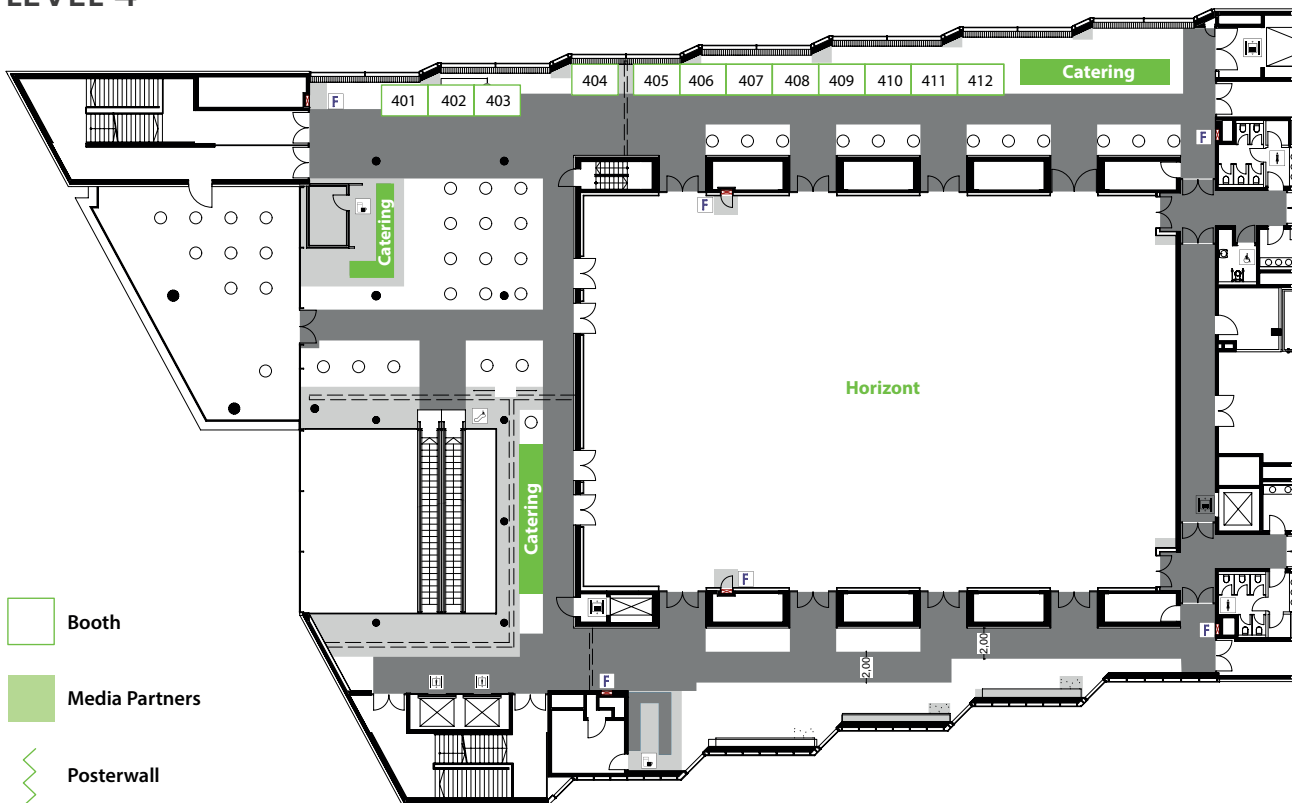 LEVEL 4
Catering
404
405
406
407
408
409
410
411
412
401
402
403
F
F
F
Catering
Horizont
Catering
F
F
F
2,00
2,00
Booth
Media Partners
Posterwall